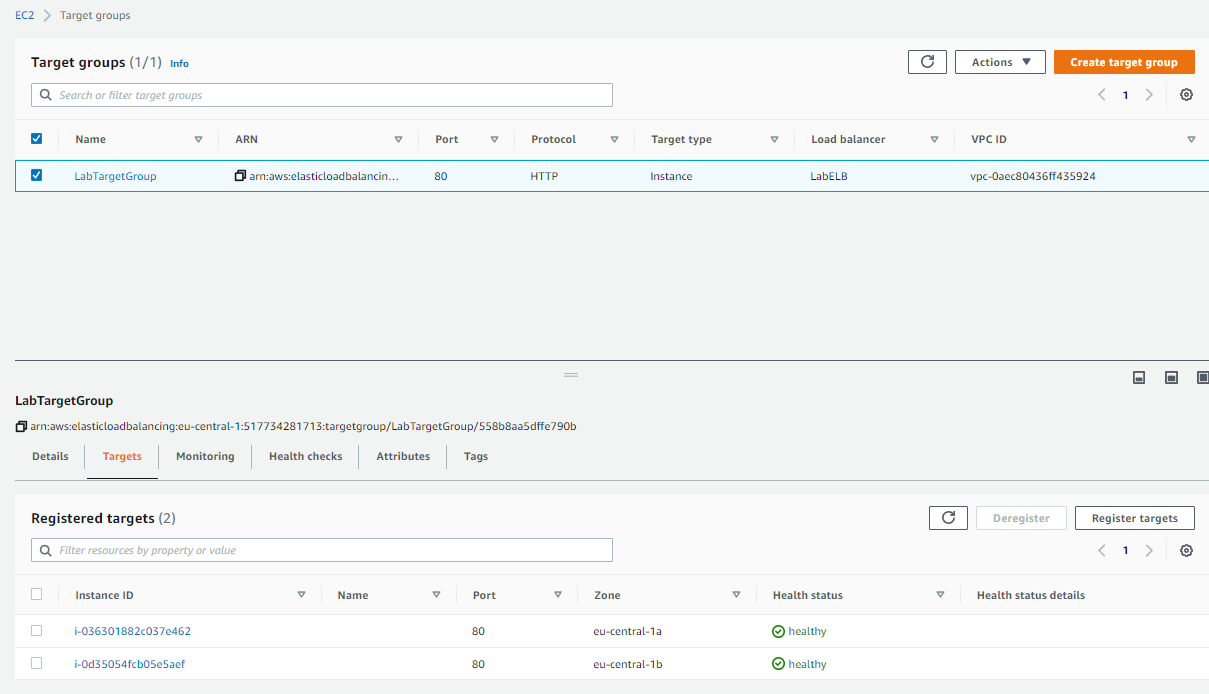 EC2 > Target groups
Target groups (1/1) Info Actions Create target group
Search or filter target groups 1
Name ARN Port Protocol Target type Load balancer VPC ID
LabTargetGroup arn:aws:elasticloadbalancin... 80 HTTP Instance LabELB vpc-0aec80436ff435924
LabTargetGroup
arn:aws:elasticloadbalancing:eu-central-1:517734281713:targetgroup/LabTargetGroup/558b8aa5dffe790b
Details Targets Monitoring Health checks Attributes Tags
Registered targets (2) Deregister Register targets
Filter resources by property or value 1
Instance ID Name Port Zone Health status Health status details
i-036301882c037e462 80 eu-central-1a healthy
i-0d35054fcb05e5aef 80 eu-central-1b healthy